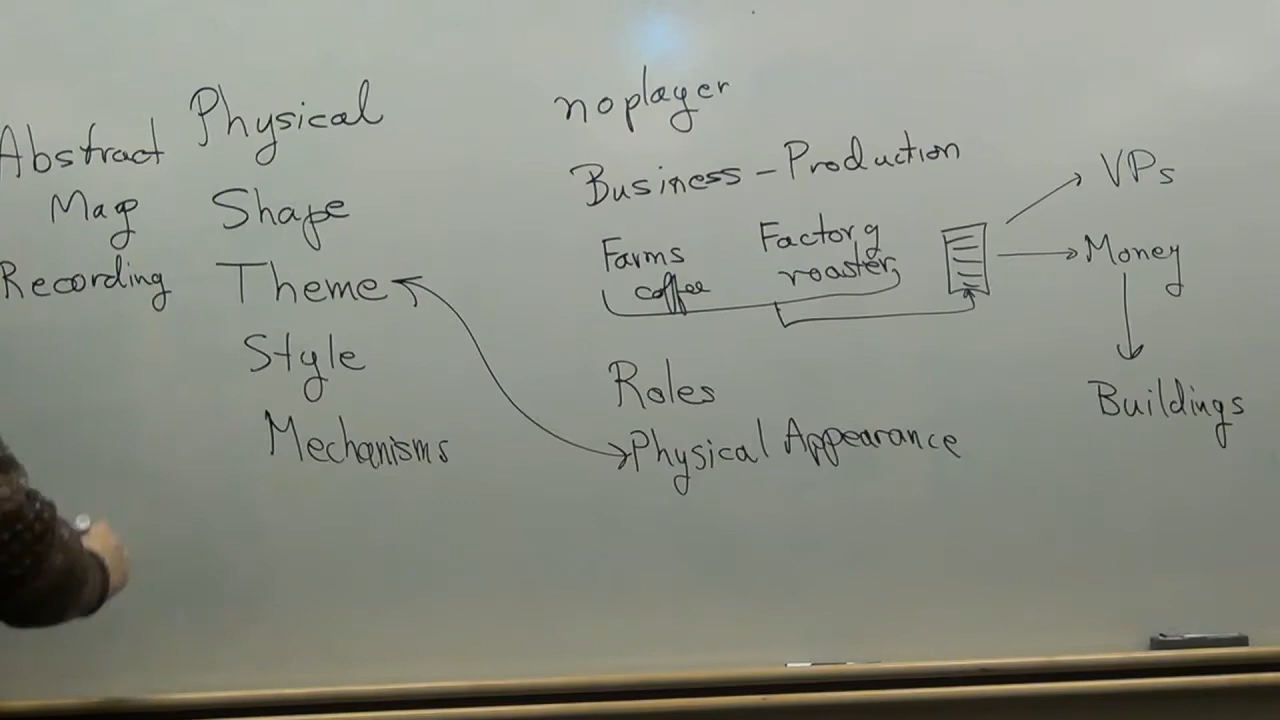 Abstract
Map
Recording
Physical
Shape
Theme
Style
Mechanisms
noplayer
Business - Production
Farms
coffee
Factory
roaster
Roles
Physical Appearance
VPs
Money
Buildings